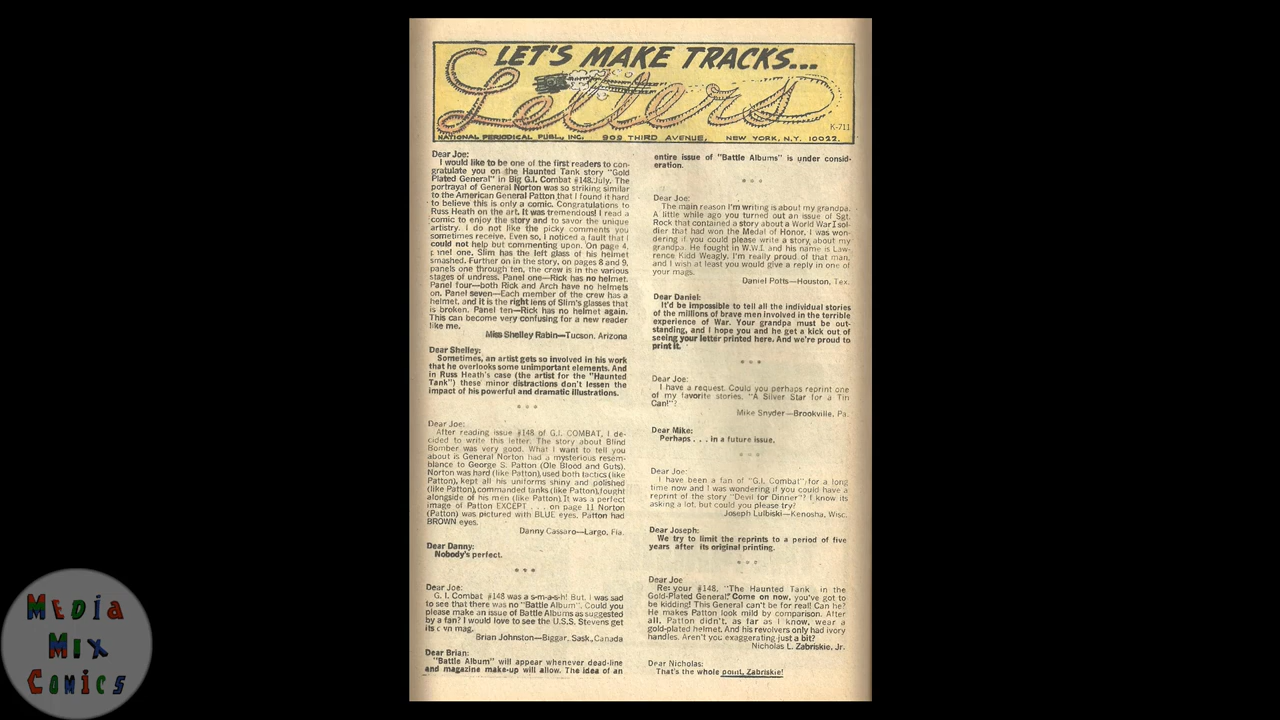 LET'S MAKE TRACKS...
Letters
K-711
NATIONAL PERIODICAL PUBL., INC. 909 THIRD AVENUE, NEW YORK, N.Y. 10022.
Dear Joe:
I would like to be one of the first readers to con-
gratulate you on the Haunted Tank story "Gold
Plated General" in Big G.I. Combat #148.July. The
portrayal of General Norton was so striking similar
to the American General Patton that I found it hard
to believe this is only a comic. Congratulations to
Russ Heath on the art. It was tremendous! I read a
comic to enjoy the story and to savor the unique
artistry. I do not like the picky comments you
sometimes receive. Even so, I noticed a fault that I
could not help but commenting upon. On page 4,
panel one. Slim has the left glass of his helmet
smashed. Further on in the story, on pages 8 and 9,
panels one through ten, the crew is in the various
stages of undress. Panel one—Rick has no helmet.
Panel four—both Rick and Arch have no helmets
on. Panel seven—Each member of the crew has a
helmet, and it is the right lens of Slim's glasses that
is broken. Panel ten—Rick has no helmet again.
This can become very confusing for a new reader
like me.
Miss Shelley Rabin—Tucson, Arizona
Dear Shelley:
Sometimes, an artist gets so involved in his work
that he overlooks some unimportant elements. And
in Russ Heath's case (the artist for the "Haunted
Tank") these minor distractions don't lessen the
impact of his powerful and dramatic illustrations.
* * *
Dear Joe:
After reading issue #148 of G.I. COMBAT, I de-
cided to write this letter. The story about Blind
Bomber was very good. What I want to tell you
about is General Norton had a mysterious resem-
blance to George S. Patton (Ole Blood and Guts).
Norton was hard (like Patton),used both tactics (like
Patton), kept all his uniforms shiny and polished
(like Patton),commanded tanks (like Patton),fought
alongside of his men (like Patton). It was a perfect
image of Patton EXCEPT . . . on page 11 Norton
(Patton) was pictured with BLUE eyes. Patton had
BROWN eyes.
Danny Cassaro—Largo, Fla.
Dear Danny:
Nobody's perfect.
* * *
Dear Joe:
G. I. Combat #148 was a s-m-a-s-h! But, I was sad
to see that there was no "Battle Album". Could you
please make an issue of Battle Albums as suggested
by a fan? I would love to see the U.S.S. Stevens get
its own mag.
Brian Johnston—Biggar, Sask.,Canada
Dear Brian:
"Battle Album" will appear whenever dead-line
and magazine make-up will allow. The idea of an
entire issue of "Battle Albums" is under consid-
eration.
* * *
Dear Joe:
The main reason I'm writing is about my grandpa.
A little while ago you turned out an issue of Sgt.
Rock that contained a story about a World War I sol-
dier that had won the Medal of Honor, I was won-
dering if you could please write a story about my
grandpa. He fought in W.W.I. and his name is Law-
rence Kidd Weagly. I'm really proud of that man,
and I wish at least you would give a reply in one of
your mags.
Daniel Potts—Houston, Tex.
Dear Daniel:
It'd be impossible to tell all the individual stories
of the millions of brave men involved in the terrible
experience of War. Your grandpa must be out-
standing, and I hope you and he get a kick out of
seeing your letter printed here. And we're proud to
print it.
* * *
Dear Joe:
I have a request. Could you perhaps reprint one
of my favorite stories. "A Silver Star for a Tin
Can!"?
Mike Snyder—Brookville, Pa.
Dear Mike:
Perhaps . . . in a future issue.
* * *
Dear Joe:
I have been a fan of "G.I. Combat" for a long
time now and I was wondering if you could have a
reprint of the story "Devil for Dinner"? I know its
asking a lot, but could you please try?
Joseph Lulbiski—Kenosha, Wisc.
Dear Joseph:
We try to limit the reprints to a period of five
years after its original printing.
* * *
Dear Joe
Re: your #148, "The Haunted Tank in the
Gold-Plated General." Come on now, you've got to
be kidding! This General can't be for real! Can he?
He makes Patton look mild by comparison. After
all, Patton didn't, as far as I know, wear a
gold-plated helmet. And his revolvers only had ivory
handles. Aren't you exaggerating just a bit?
Nicholas L. Zabriskie, Jr.
Dear Nicholas:
That's the whole point, Zabriskie!
MEDIA
MIX
COMICS